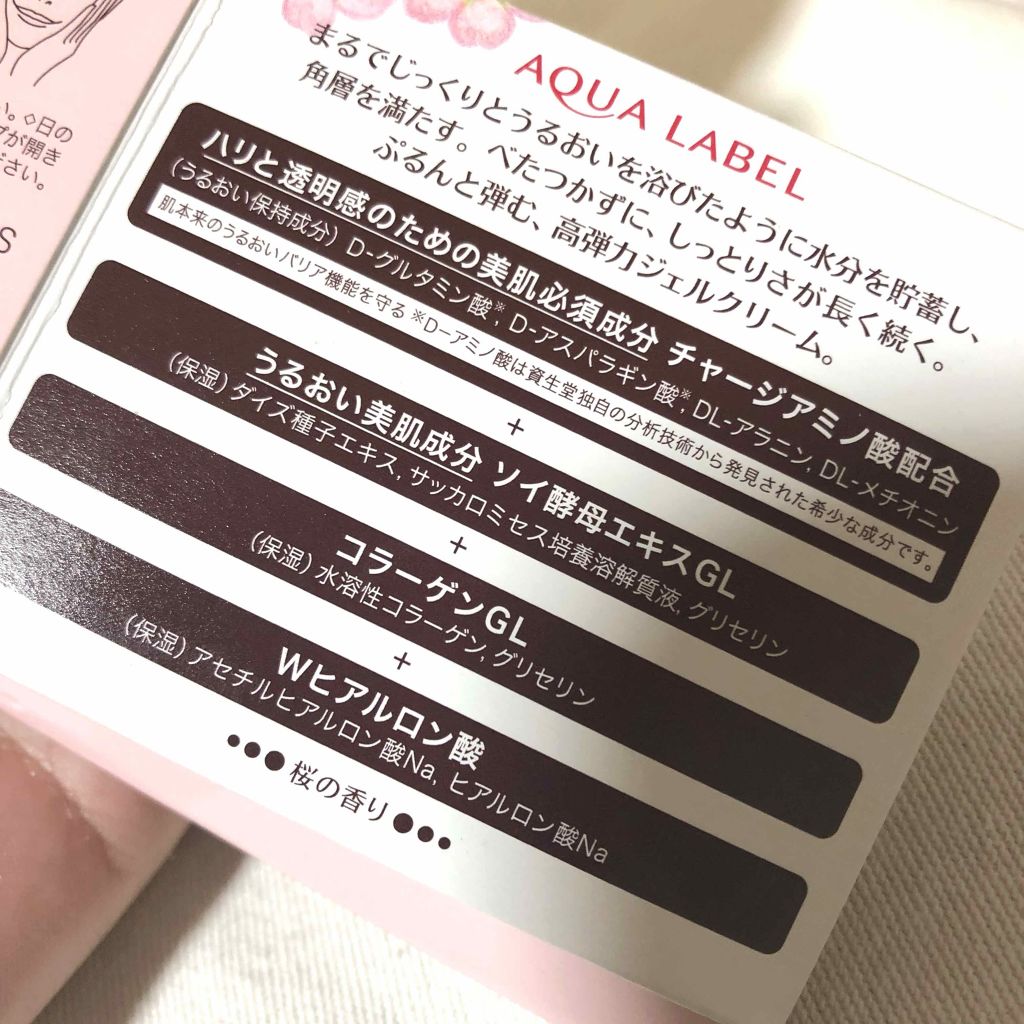 い。◇日の
プが開き
ださい。
S
AQUA LABEL
まるでじっくりとうるおいを浴びたように水分を貯蓄し、
角層を満たす。べたつかずに、しっとりさが長く続く。
ぷるんと弾む、高弾力ジェルクリーム。
ハリと透明感のための美肌必須成分 チャージアミノ酸配合
(うるおい保持成分) D-グルタミン酸※, D-アスパラギン酸※, DL-アラニン, DL-メチオニン
肌本来のうるおいバリア機能を守る ※D-アミノ酸は資生堂独自の分析技術から発見された希少な成分です。
+
うるおい美肌成分 ソイ酵母エキスGL
(保湿) ダイズ種子エキス, サッカロミセス培養溶解質液, グリセリン
+
コラーゲンGL
(保湿) 水溶性コラーゲン, グリセリン
+
Wヒアルロン酸
(保湿) アセチルヒアルロン酸Na, ヒアルロン酸Na
桜の香り